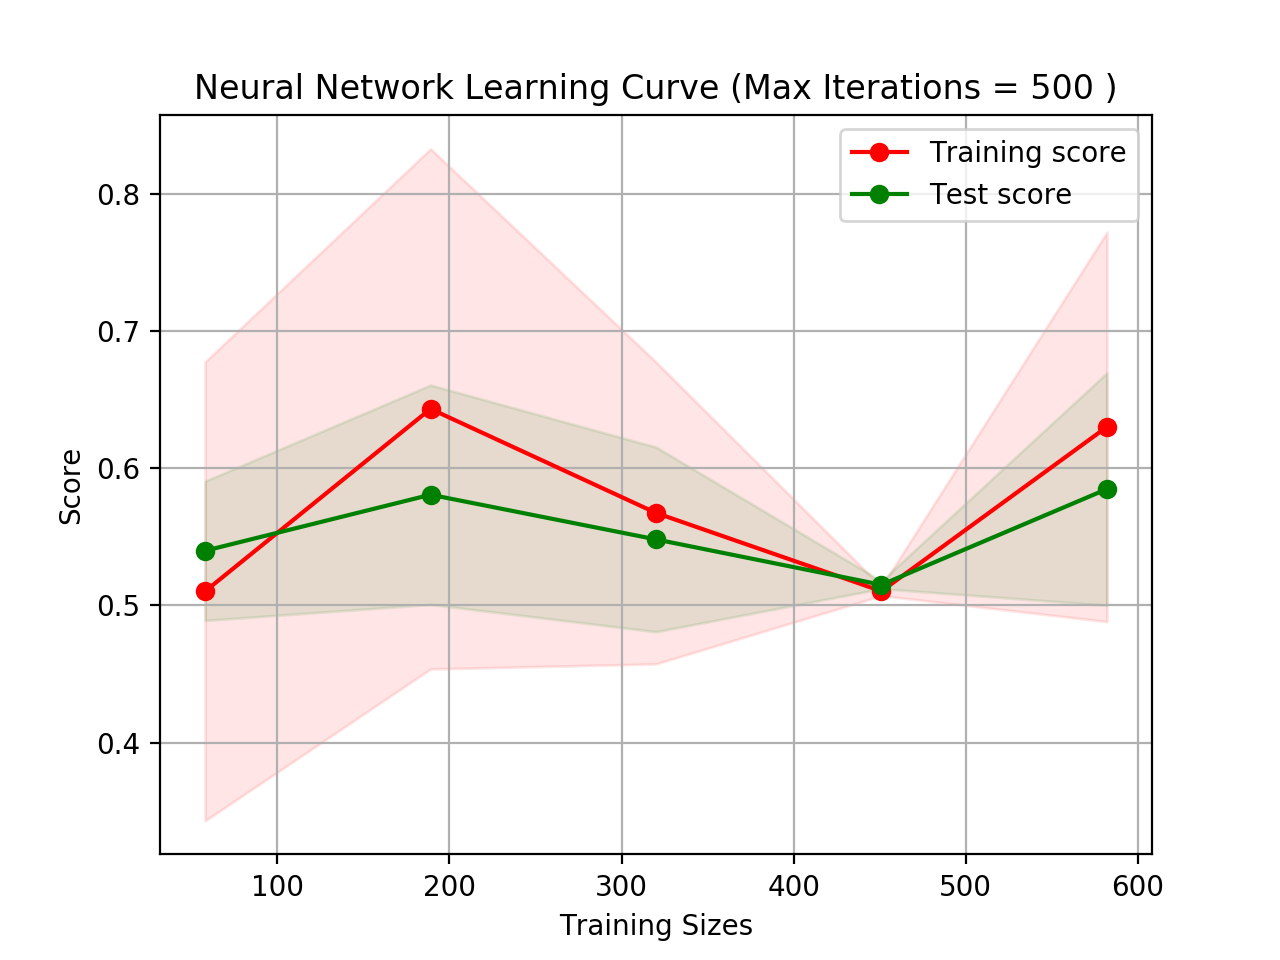 Neural Network Learning Curve (Max Iterations = 500 )
Training score
Test score
0.8
0.7
0.6
0.5
0.4
Score
100 200 300 400 500 600
Training Sizes